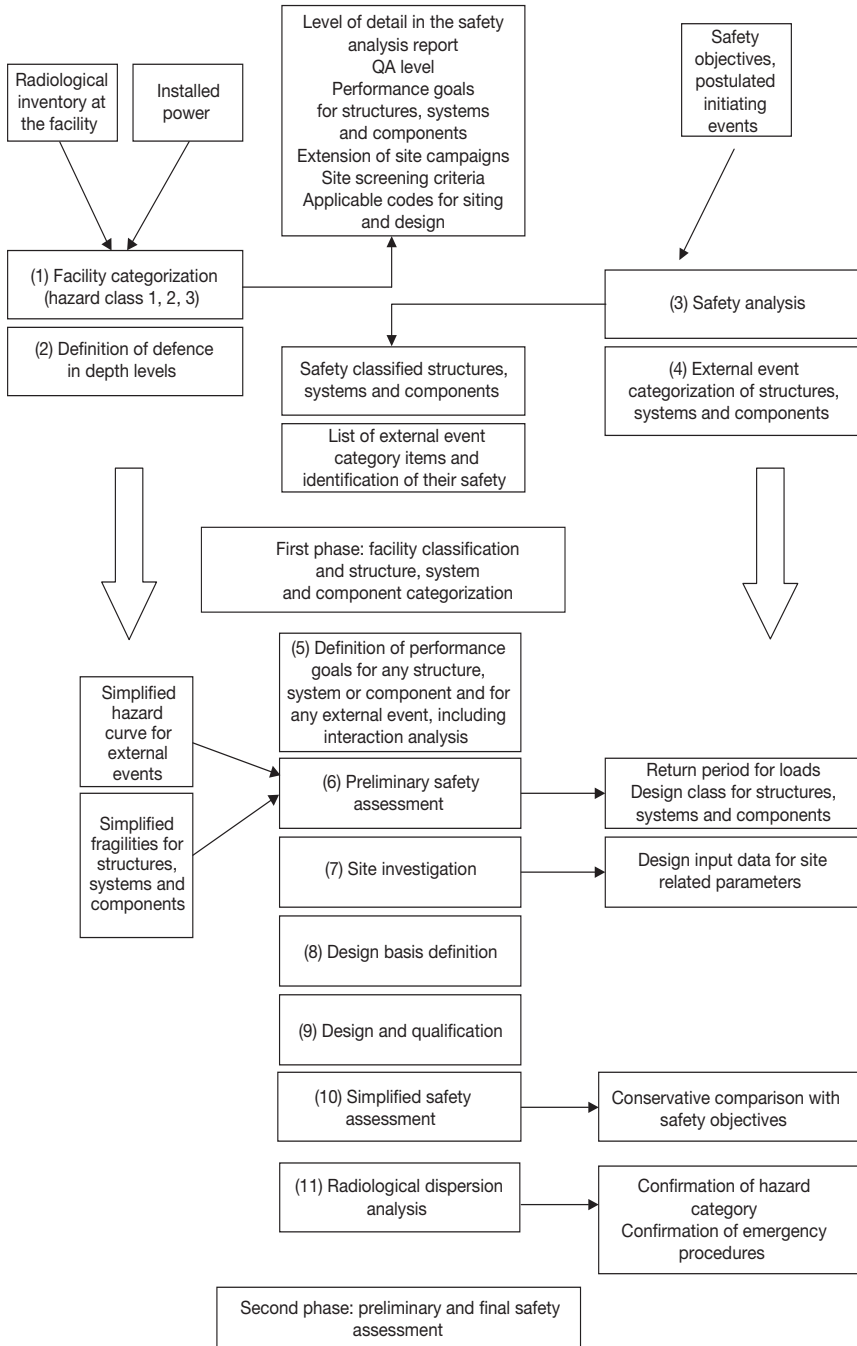 Radiological
inventory at
the facility
Installed
power
Level of detail in the safety
analysis report
QA level
Performance goals
for structures, systems
and components
Extension of site campaigns
Site screening criteria
Applicable codes for siting
and design
Safety
objectives,
postulated
initiating
events
(1) Facility categorization
(hazard class 1, 2, 3)
(2) Definition of defence
in depth levels
Safety classified structures,
systems and components
List of external event
category items and
identification of their safety
(3) Safety analysis
(4) External event
categorization of structures,
systems and components
First phase: facility classification
and structure, system
and component categorization
Simplified
hazard
curve for
external
events
Simplified
fragilities for
structures,
systems and
components
(5) Definition of performance
goals for any structure,
system or component and for
any external event, including
interaction analysis
(6) Preliminary safety
assessment
Return period for loads
Design class for structures,
systems and components
(7) Site investigation
Design input data for site
related parameters
(8) Design basis definition
(9) Design and qualification
(10) Simplified safety
assessment
Conservative comparison with
safety objectives
(11) Radiological dispersion
analysis
Confirmation of hazard
category
Confirmation of emergency
procedures
Second phase: preliminary and final safety
assessment